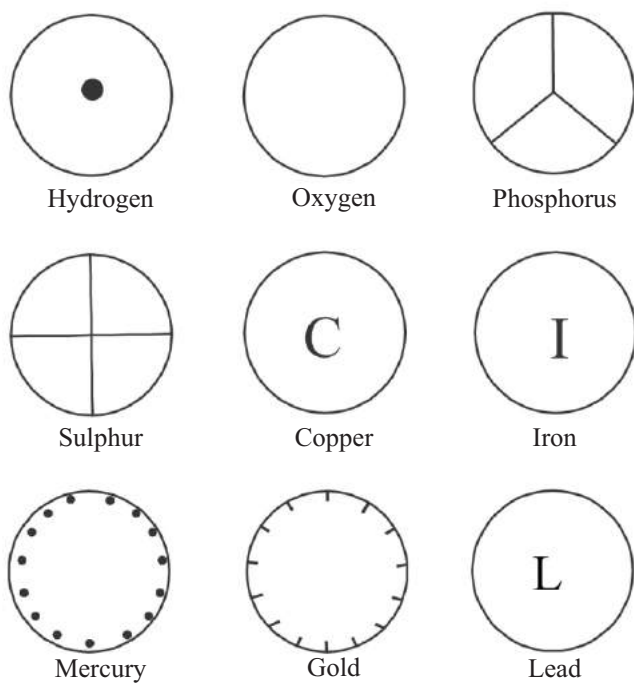 Hydrogen Oxygen Phosphorus
C I
Sulphur Copper Iron
L
Mercury Gold Lead